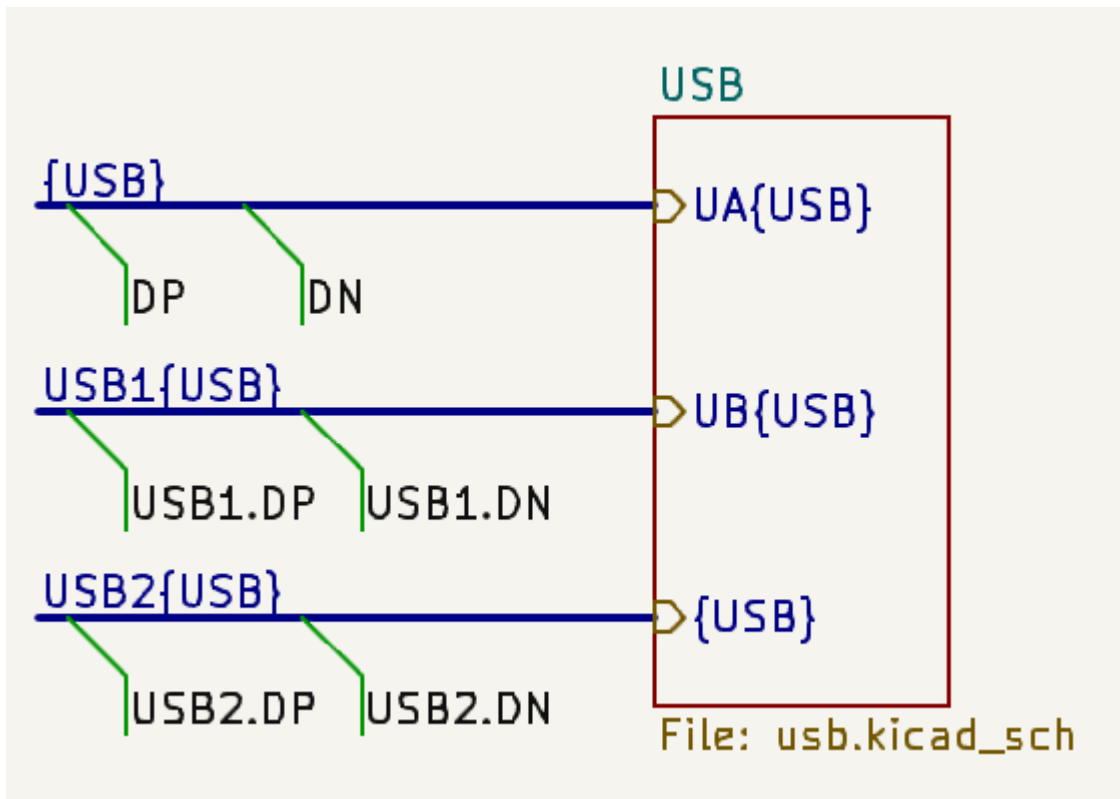 USB
{USB}
UA{USB}
DP
DN
USB1{USB}
UB{USB}
USB1.DP
USB1.DN
USB2{USB}
{USB}
USB2.DP
USB2.DN
File: usb.kicad_sch